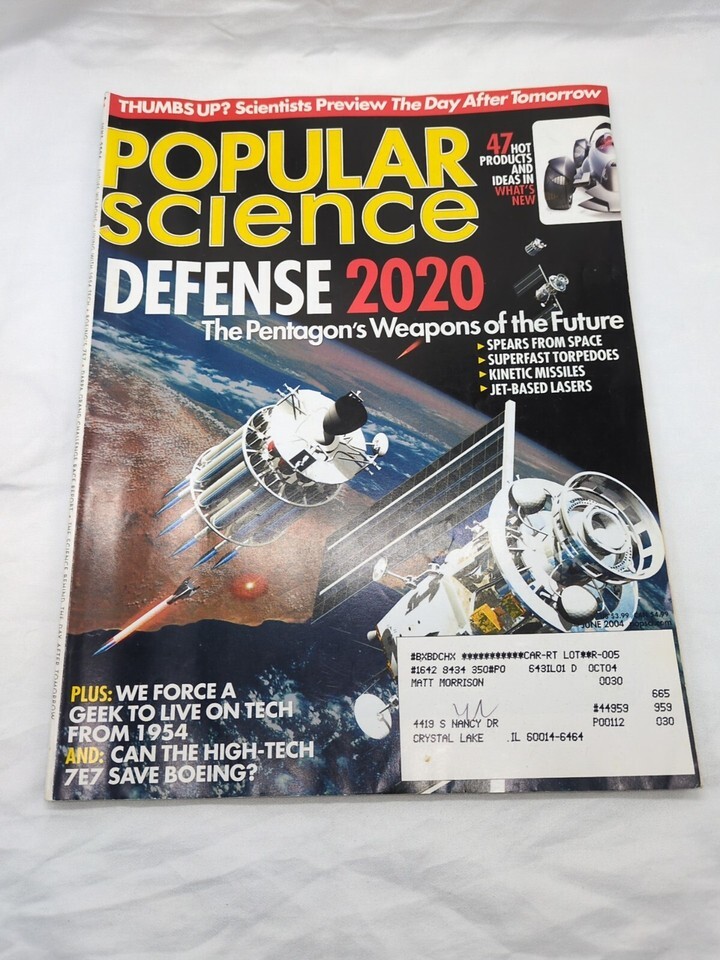 THUMBS UP? Scientists Preview The Day After Tomorrow
POPULAR
SCIENCE
47 HOT
PRODUCTS
AND
IDEAS IN
WHAT'S
NEW
DEFENSE 2020
The Pentagon's Weapons of the Future
SPEARS FROM SPACE
SUPERFAST TORPEDOES
KINETIC MISSILES
JET-BASED LASERS
JUNE 2004 popsci.com
#BXBDCHX ***********CAR-RT LOT**R-005
#1642 8434 350#P0 643IL01 D OCT04
MATT MORRISON 0030
665
#44959 959
4419 S NANCY DR P00112 030
CRYSTAL LAKE ,IL 60014-6464
PLUS: WE FORCE A
GEEK TO LIVE ON TECH
FROM 1954
AND: CAN THE HIGH-TECH
7E7 SAVE BOEING?